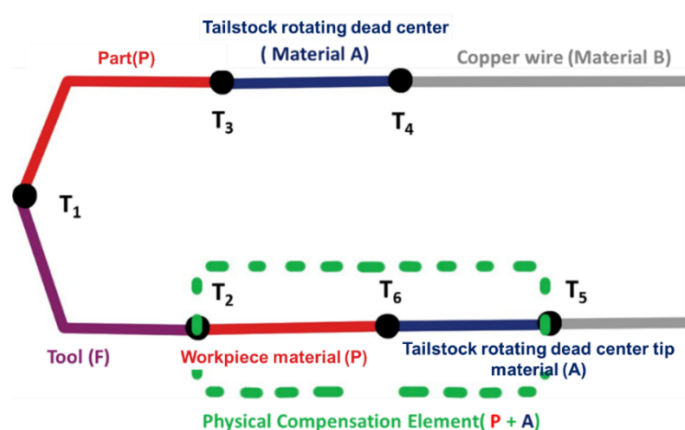 Tailstock rotating dead center
Part(P)
( Material A)
Copper wire (Material B)
T3
T4
T1
T2
T6
T5
Tool (F)
Workpiece material (P)
Tailstock rotating dead center tip
material (A)
Physical Compensation Element( P + A)